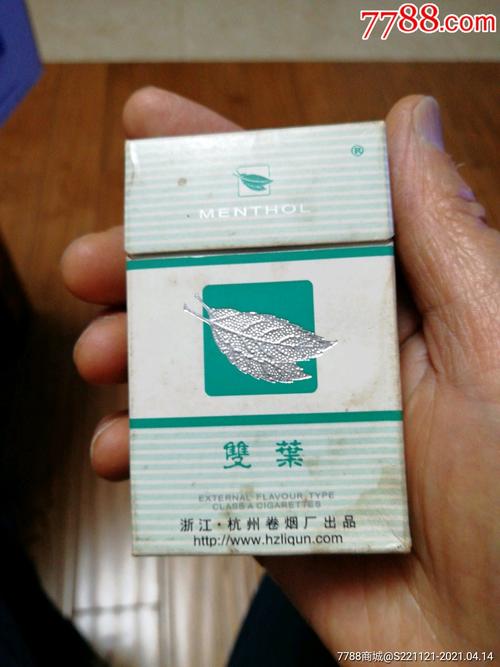 7788.com
®
MENTHOL
雙葉
EXTERNAL FLAVOUR TYPE
CLASS A CIGARETTES
浙江·杭州卷烟厂出品
http://www.hzliqun.com
7788商城@S221121-2021.04.14